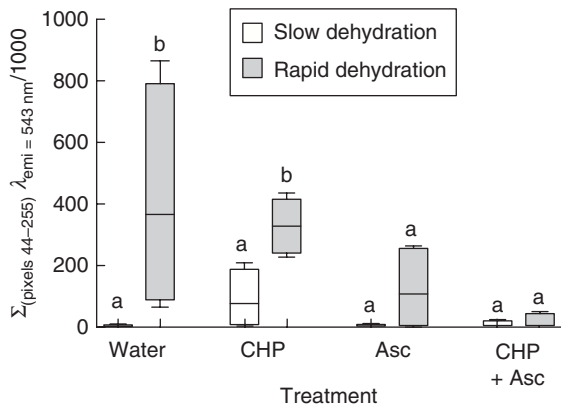 1000
800
600
400
200
0
Σ(pixels 44–255) λemi = 543 nm/1000
Slow dehydration
Rapid dehydration
a b a b a a a a
Water CHP Asc CHP + Asc
Treatment